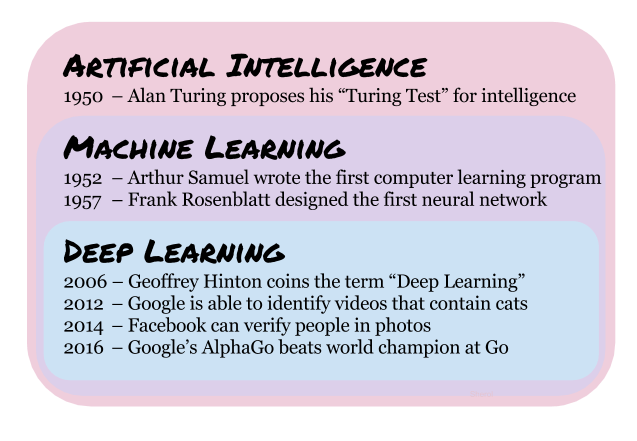 Artificial Intelligence
1950 – Alan Turing proposes his “Turing Test” for intelligence
Machine Learning
1952 – Arthur Samuel wrote the first computer learning program
1957 – Frank Rosenblatt designed the first neural network
Deep Learning
2006 – Geoffrey Hinton coins the term “Deep Learning”
2012 – Google is able to identify videos that contain cats
2014 – Facebook can verify people in photos
2016 – Google’s AlphaGo beats world champion at Go